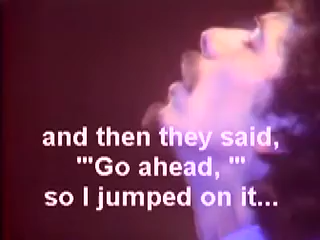 and then they said,
"'Go ahead, '"
so I jumped on it...